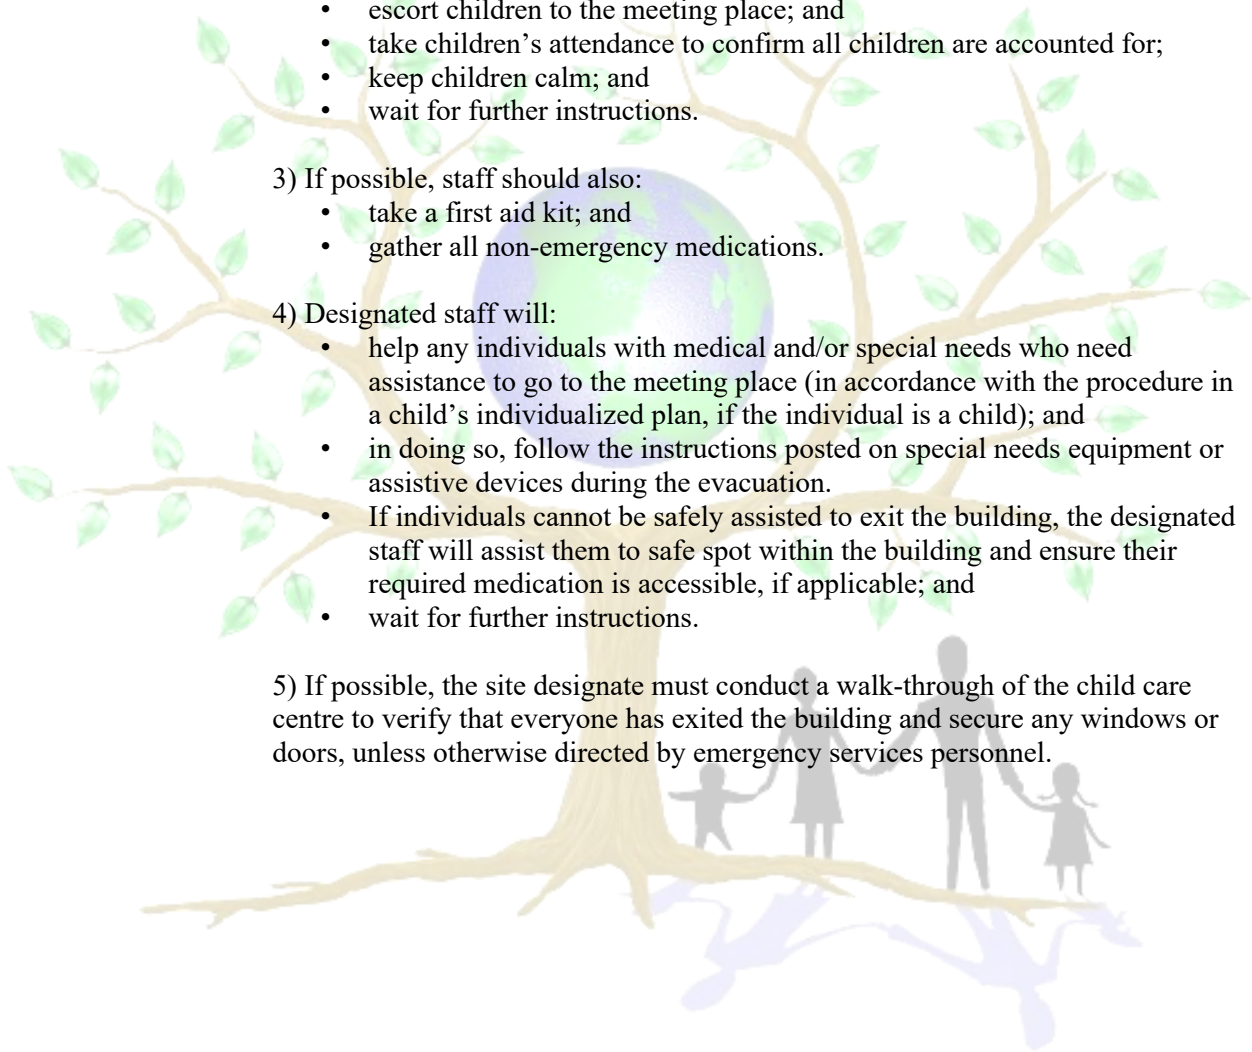 • escort children to the meeting place; and
• take children’s attendance to confirm all children are accounted for;
• keep children calm; and
• wait for further instructions.
3) If possible, staff should also:
• take a first aid kit; and
• gather all non-emergency medications.
4) Designated staff will:
• help any individuals with medical and/or special needs who need
assistance to go to the meeting place (in accordance with the procedure in
a child’s individualized plan, if the individual is a child); and
• in doing so, follow the instructions posted on special needs equipment or
assistive devices during the evacuation.
• If individuals cannot be safely assisted to exit the building, the designated
staff will assist them to safe spot within the building and ensure their
required medication is accessible, if applicable; and
• wait for further instructions.
5) If possible, the site designate must conduct a walk-through of the child care
centre to verify that everyone has exited the building and secure any windows or
doors, unless otherwise directed by emergency services personnel.